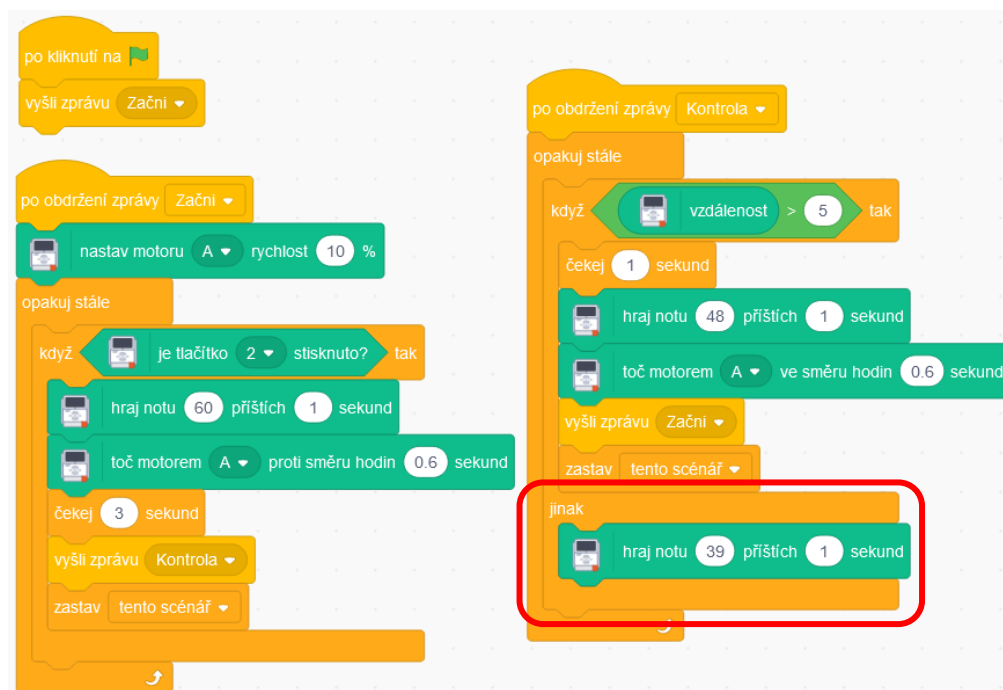 po kliknutí na
vyšli zprávu Začni
po obdržení zprávy Začni
nastav motoru A rychlost 10 %
opakuj stále
když je tlačítko 2 stisknuto? tak
hraj notu 60 příštích 1 sekund
toč motorem A proti směru hodin 0.6 sekund
čekej 3 sekund
vyšli zprávu Kontrola
zastav tento scénář
po obdržení zprávy Kontrola
opakuj stále
když vzdálenost > 5 tak
čekej 1 sekund
hraj notu 48 příštích 1 sekund
toč motorem A ve směru hodin 0.6 sekund
vyšli zprávu Začni
zastav tento scénář
jinak
hraj notu 39 příštích 1 sekund